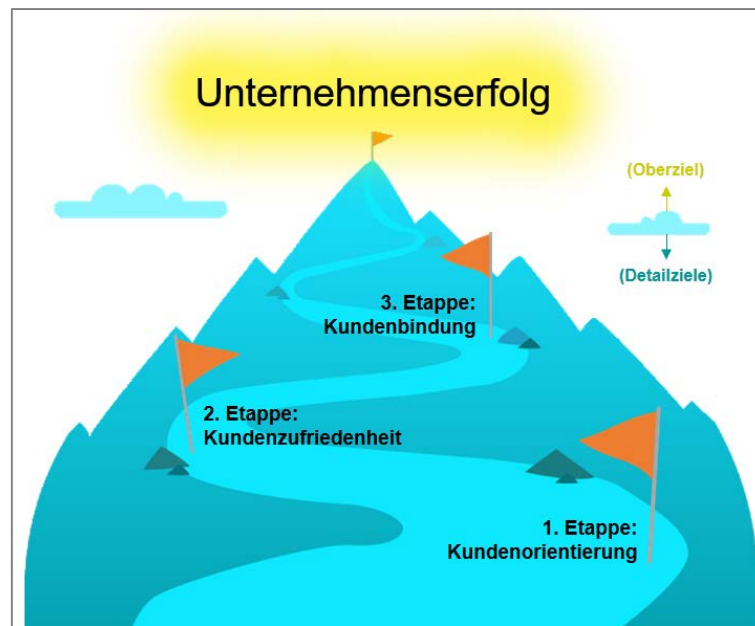 Unternehmenserfolg
(Oberziel)
(Detailziele)
3. Etappe:
Kundenbindung
2. Etappe:
Kundenzufriedenheit
1. Etappe:
Kundenorientierung